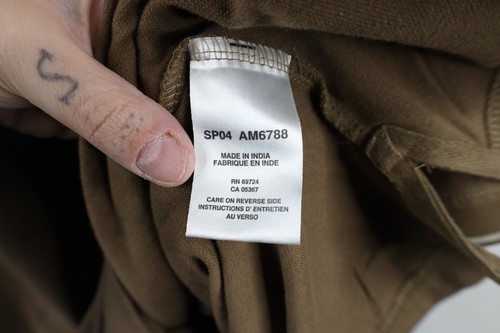 S
SP04 AM6788
MADE IN INDIA
FABRIQUE EN INDE
RN 69724
CA 05367
CARE ON REVERSE SIDE
INSTRUCTIONS D' ENTRETIEN
AU VERSO